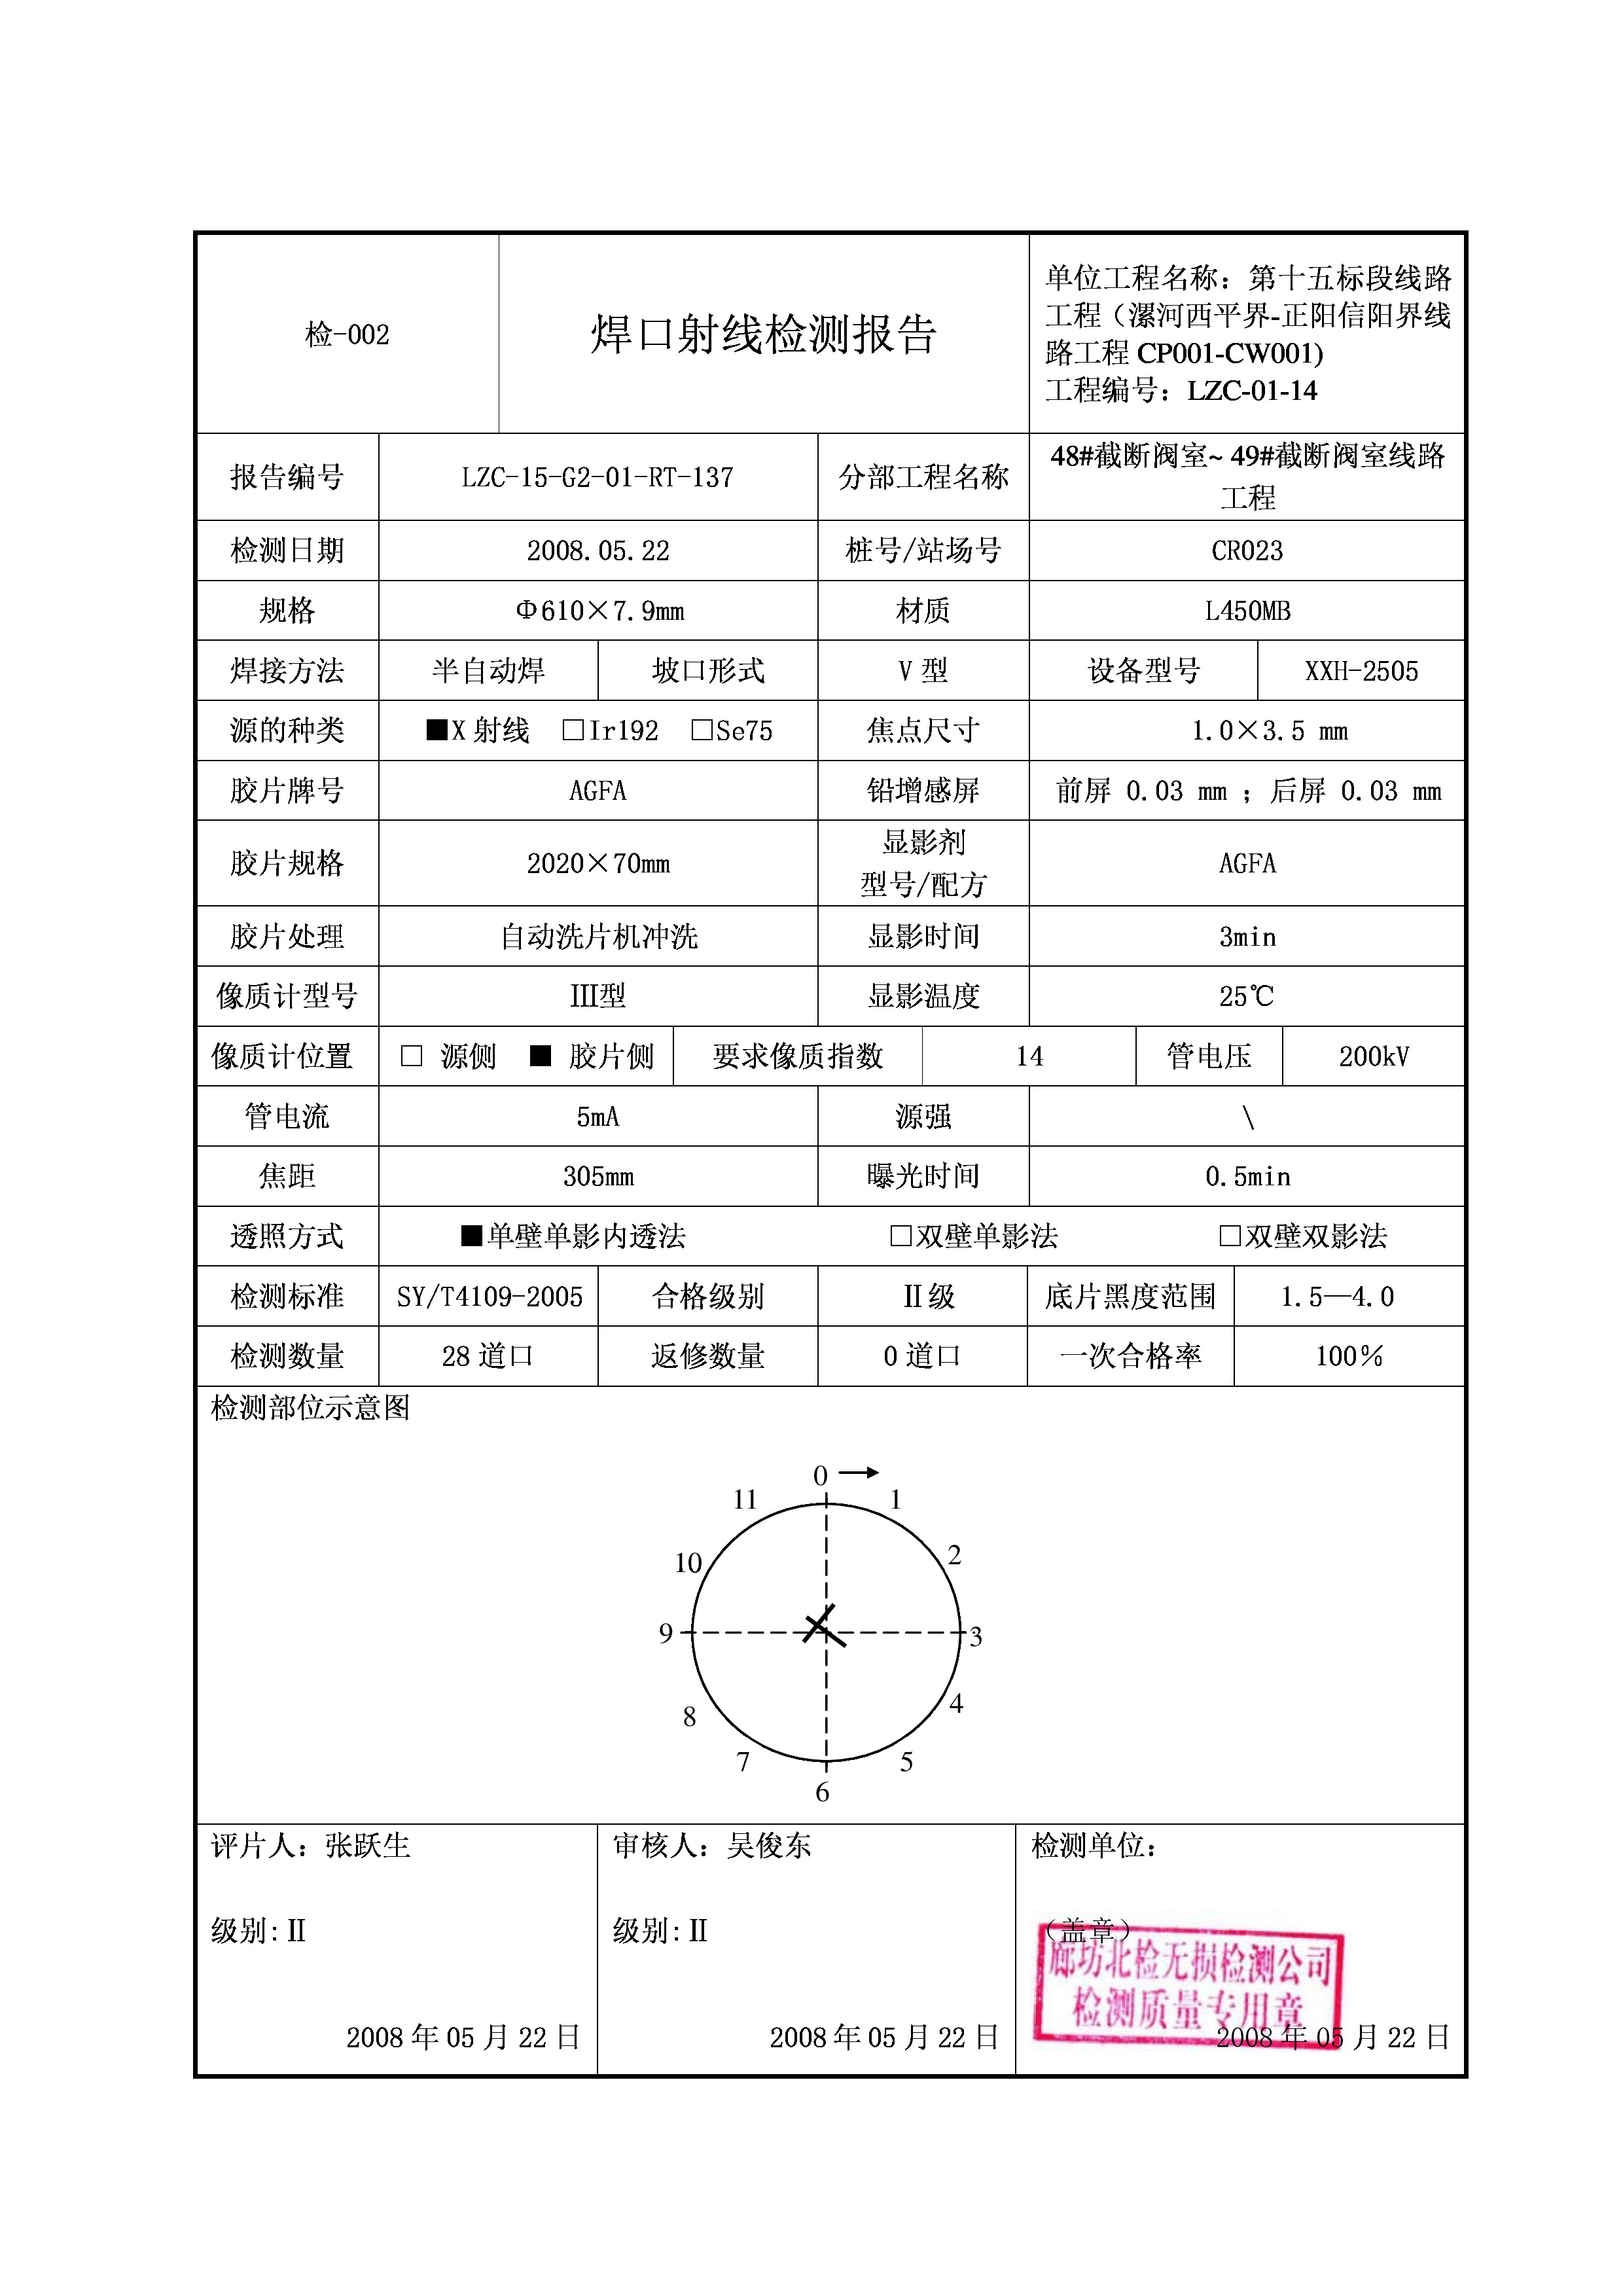 检-002
焊口射线检测报告
单位工程名称：第十五标段线路
工程（漯河西平界-正阳信阳界线
路工程 CP001-CW001)
工程编号：LZC-01-14
报告编号 LZC-15-G2-01-RT-137 分部工程名称 48#截断阀室~ 49#截断阀室线路
工程
检测日期 2008.05.22 桩号/站场号 CR023
规格 Φ610×7.9mm 材质 L450MB
焊接方法 半自动焊 坡口形式 V 型 设备型号 XXH-2505
源的种类 ■X 射线 □Ir192 □Se75 焦点尺寸 1.0×3.5 mm
胶片牌号 AGFA 铅增感屏 前屏 0.03 mm ；后屏 0.03 mm
胶片规格 2020×70mm 显影剂
型号/配方 AGFA
胶片处理 自动洗片机冲洗 显影时间 3min
像质计型号 III型 显影温度 25℃
像质计位置 □ 源侧 ■ 胶片侧 要求像质指数 14 管电压 200kV
管电流 5mA 源强 \
焦距 305mm 曝光时间 0.5min
透照方式 ■单壁单影内透法 □双壁单影法 □双壁双影法
检测标准 SY/T4109-2005 合格级别 Ⅱ级 底片黑度范围 1.5—4.0
检测数量 28 道口 返修数量 0 道口 一次合格率 100%
检测部位示意图
0
11
1
10
2
9
3
8
4
7
5
6
评片人：张跃生 审核人：吴俊东 检测单位：
级别:Ⅱ 级别:Ⅱ （盖章）
廊坊北检无损检测公司
检测质量专用章
2008 年 05 月 22 日 2008 年 05 月 22 日 2008 年 05 月 22 日